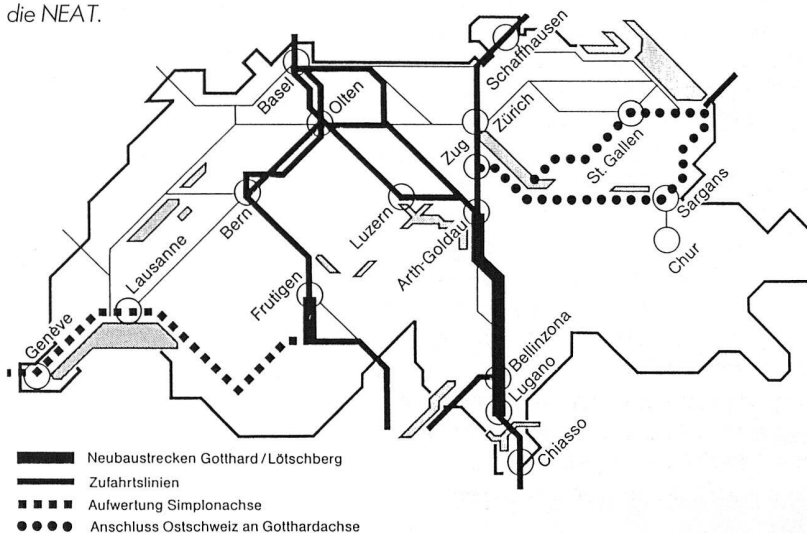 die NEAT.
Schaffhausen
Basel
Olten
Zürich
Zug
St. Gallen
Sargans
Chur
Bern
Luzern
Arth-Goldau
Lausanne
Frutigen
Genève
Bellinzona
Lugano
Chiasso
Neubaustrecken Gotthard/Lötschberg
Zufahrtslinien
Aufwertung Simplonachse
Anschluss Ostschweiz an Gotthardachse